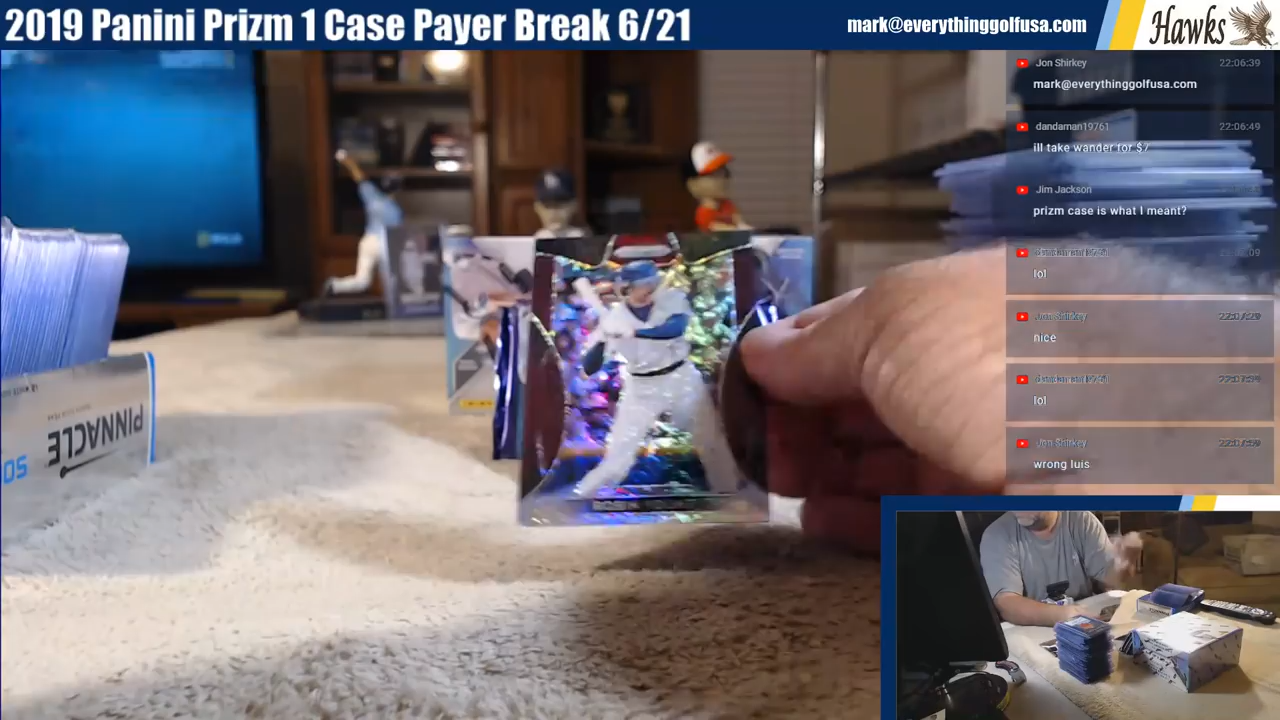 2019 Panini Prizm 1 Case Payer Break 6/21
mark@everythinggolfusa.com
Hawks
Jon Shirkey 22:06:39
mark@everythinggolfusa.com
dandaman19761 22:06:49
ill take wander for $7
Jim Jackson
prizm case is what I meant?
lol
Jon Shirkey
nice
lol
Jon Shirkey
wrong luis
PINNACLE
SO